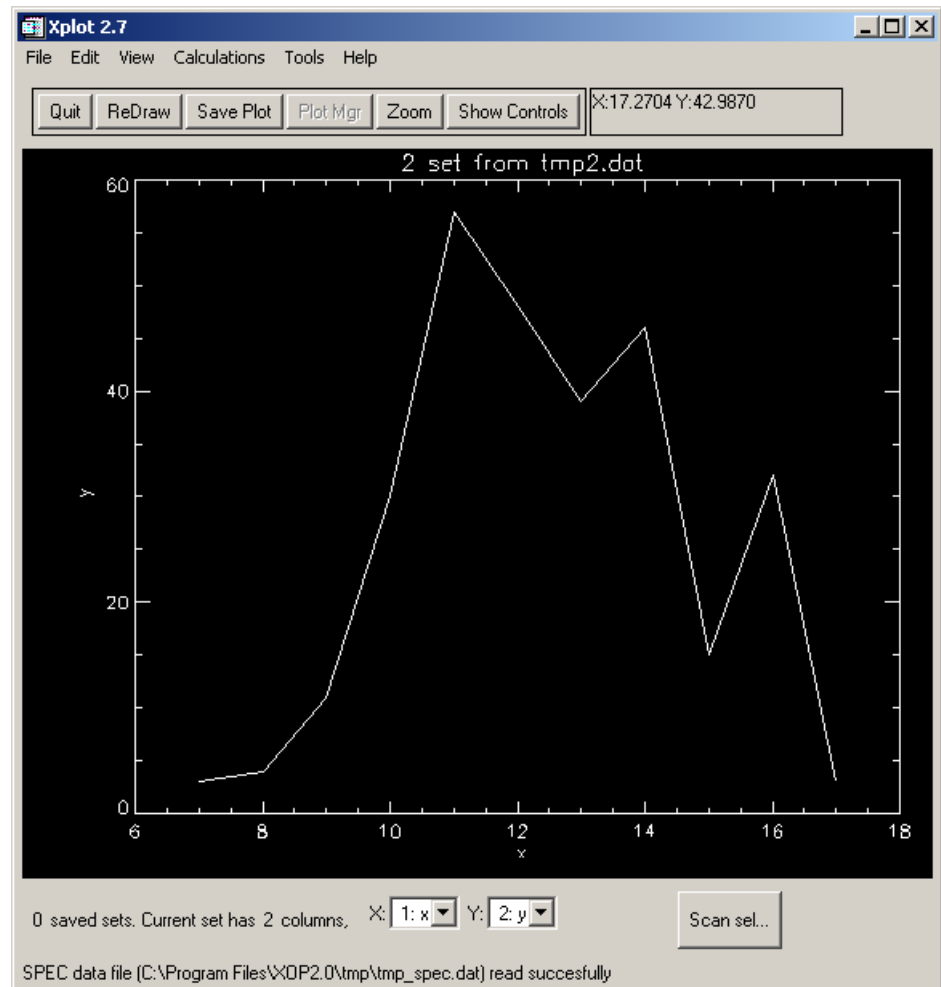 Xplot 2.7
File Edit View Calculations Tools Help
Quit ReDraw Save Plot Plot Mgr Zoom Show Controls X:17.2704 Y:42.9870
2 set from tmp2.dat
60
40
y
20
0
6 8 10 12 14 16 18
x
0 saved sets. Current set has 2 columns, X: 1: x Y: 2: y Scan sel...
SPEC data file (C:\Program Files\XOP2.0\tmp\tmp_spec.dat) read succesfully